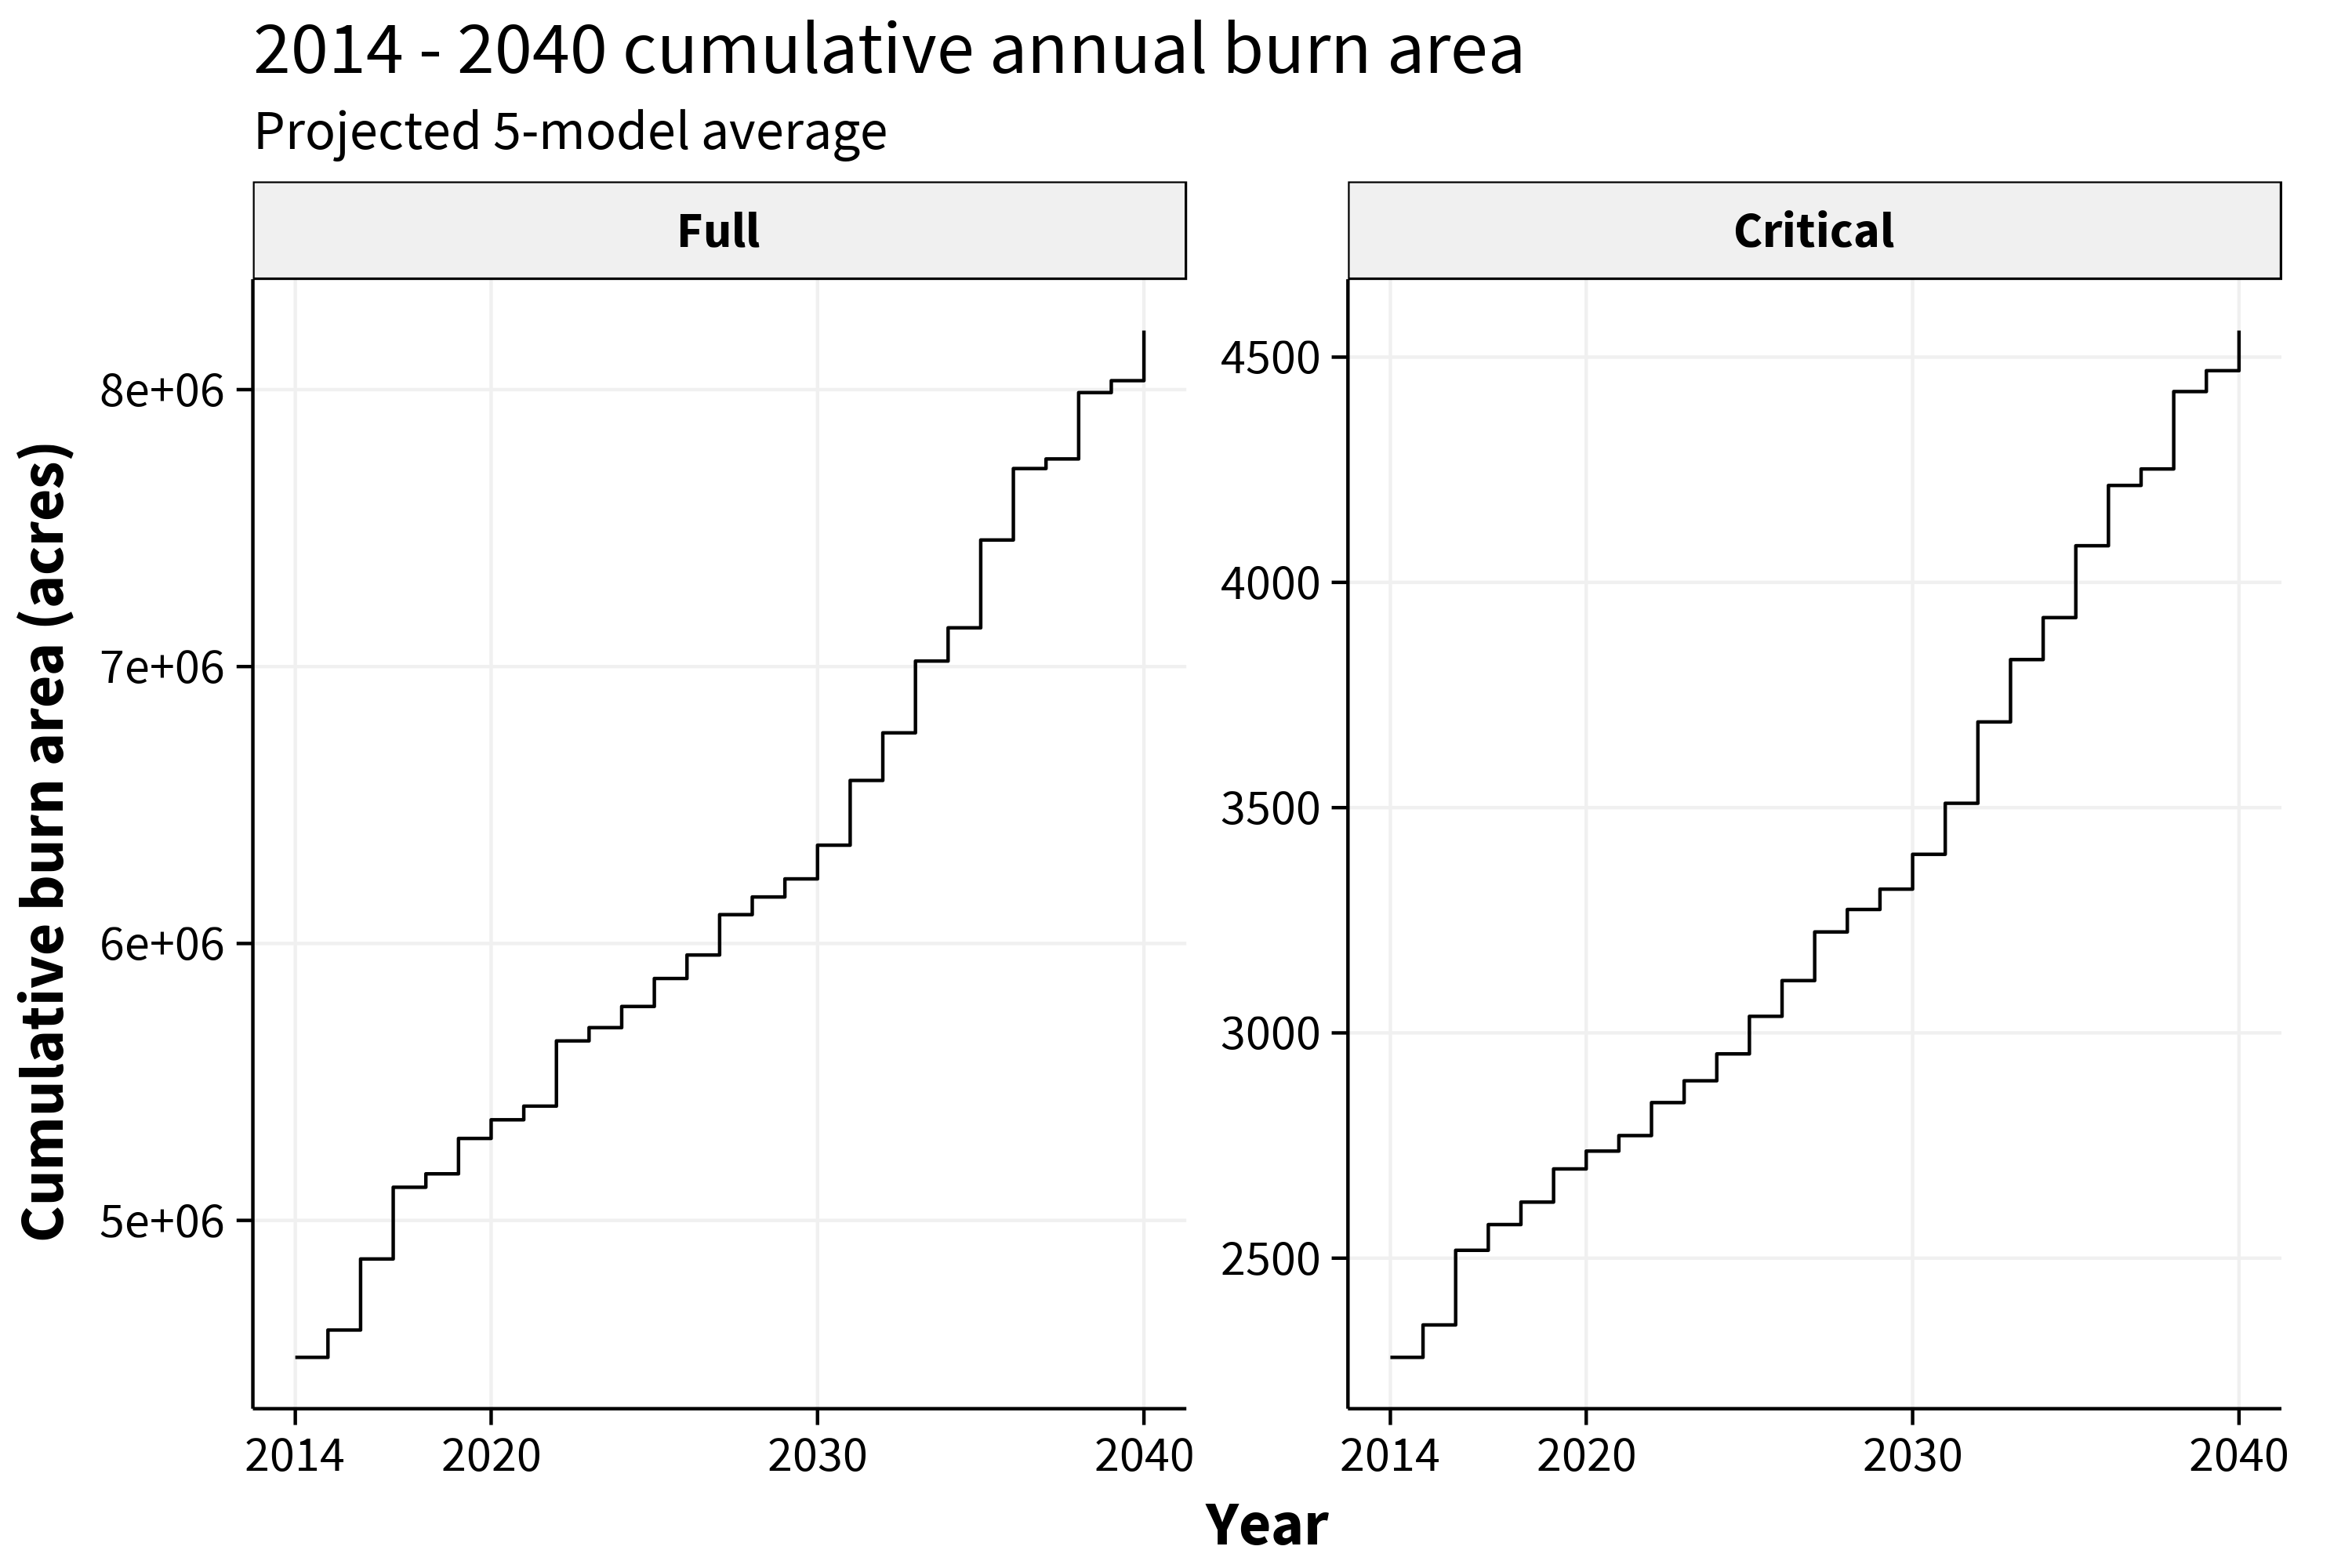 2014 - 2040 cumulative annual burn area
Projected 5-model average
Full
Critical
Cumulative burn area (acres)
8e+06
7e+06
6e+06
5e+06
4500
4000
3500
3000
2500
2014 2020 2030 2040
2014 2020 2030 2040
Year